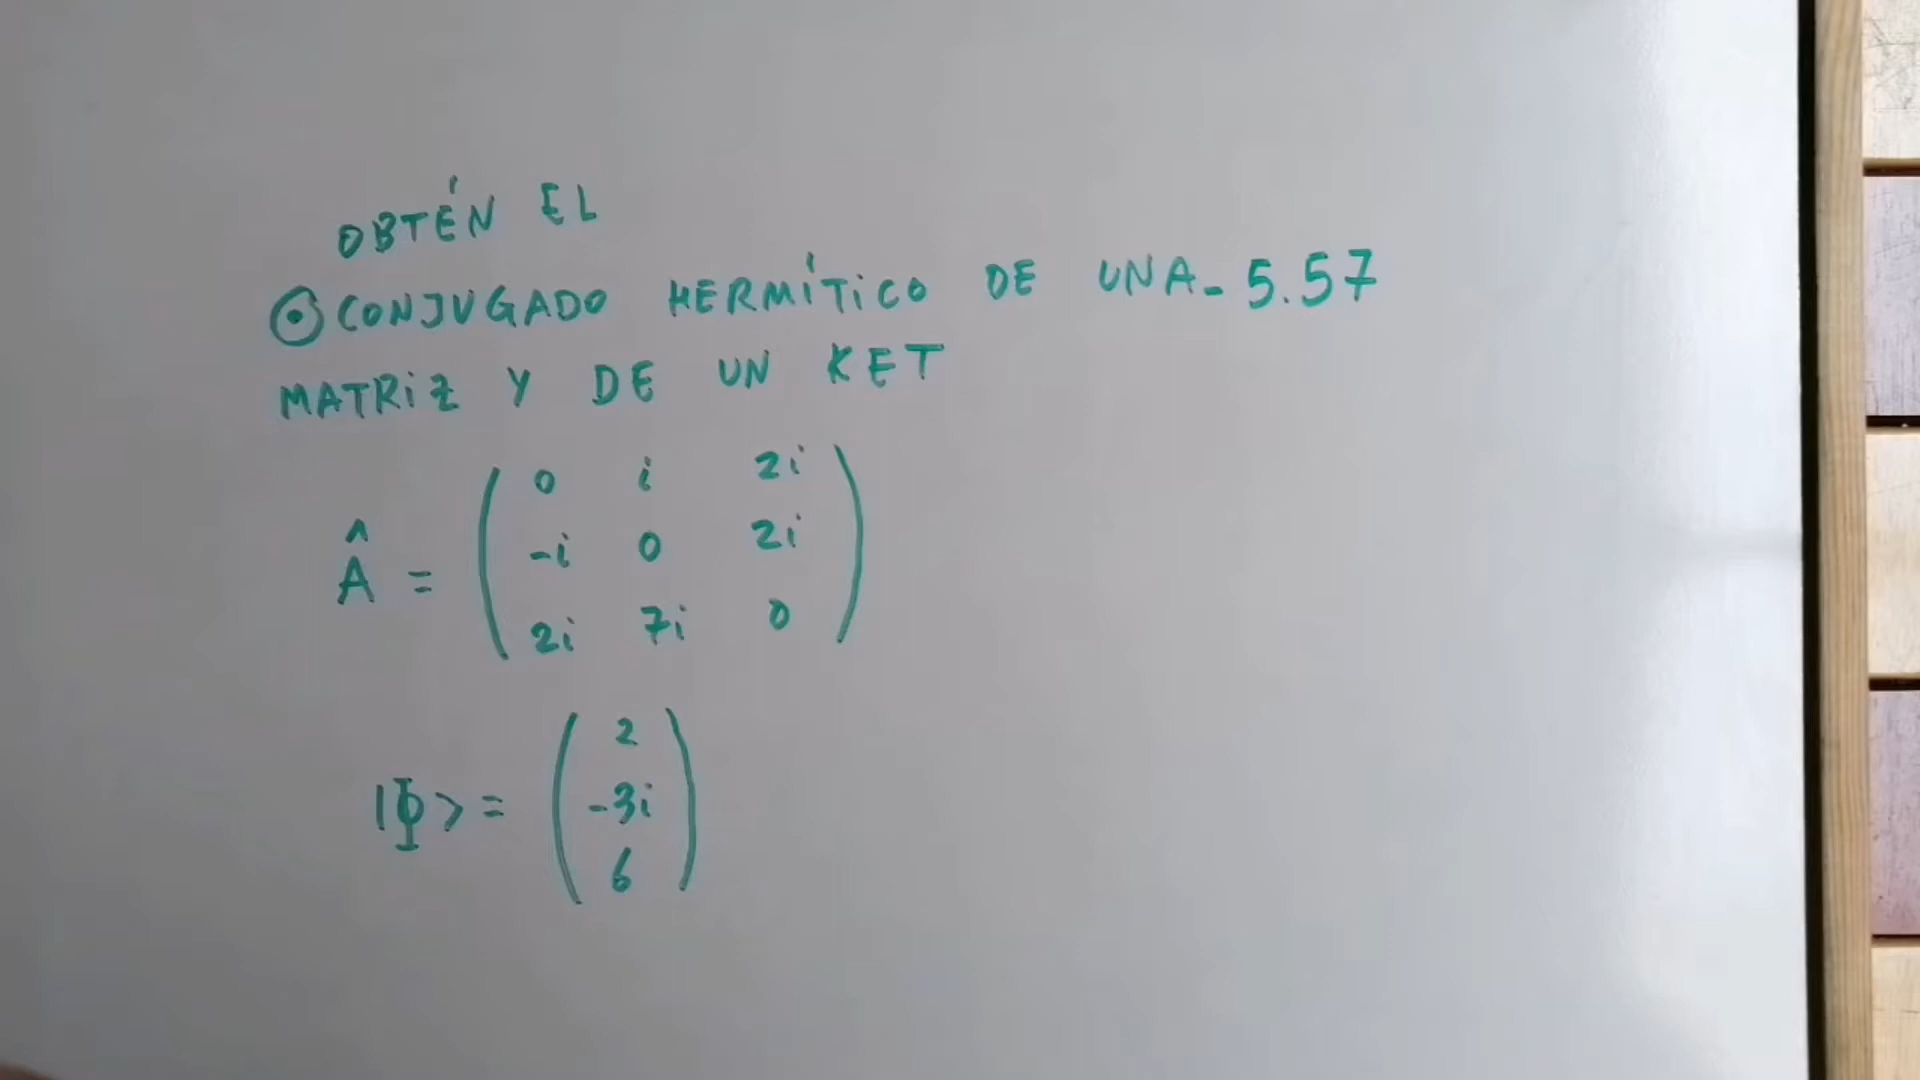 OBTÉN EL
⊙ CONJUGADO HERMÍTICO DE UNA - 5.57
MATRIZ Y DE UN KET
0 i 2i
-i 0 2i
Â =
2i 7i 0
2
|Φ> = -3i
6